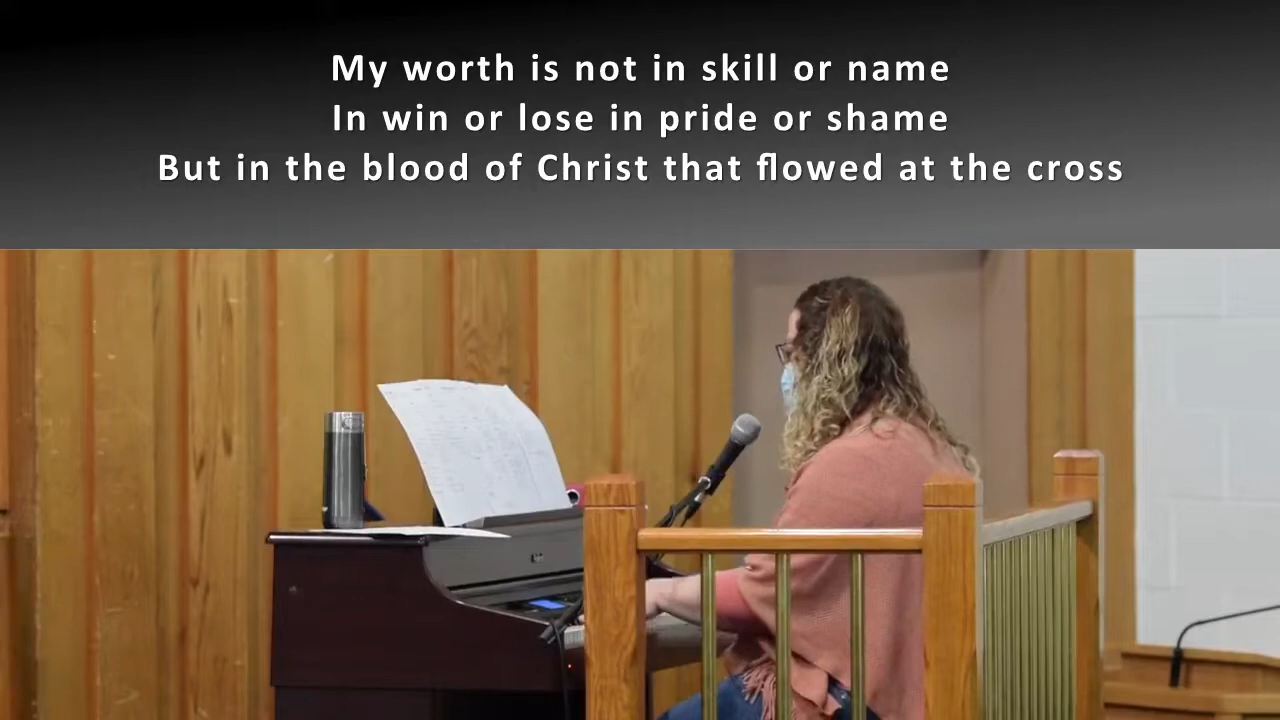 My worth is not in skill or name
In win or lose in pride or shame
But in the blood of Christ that flowed at the cross